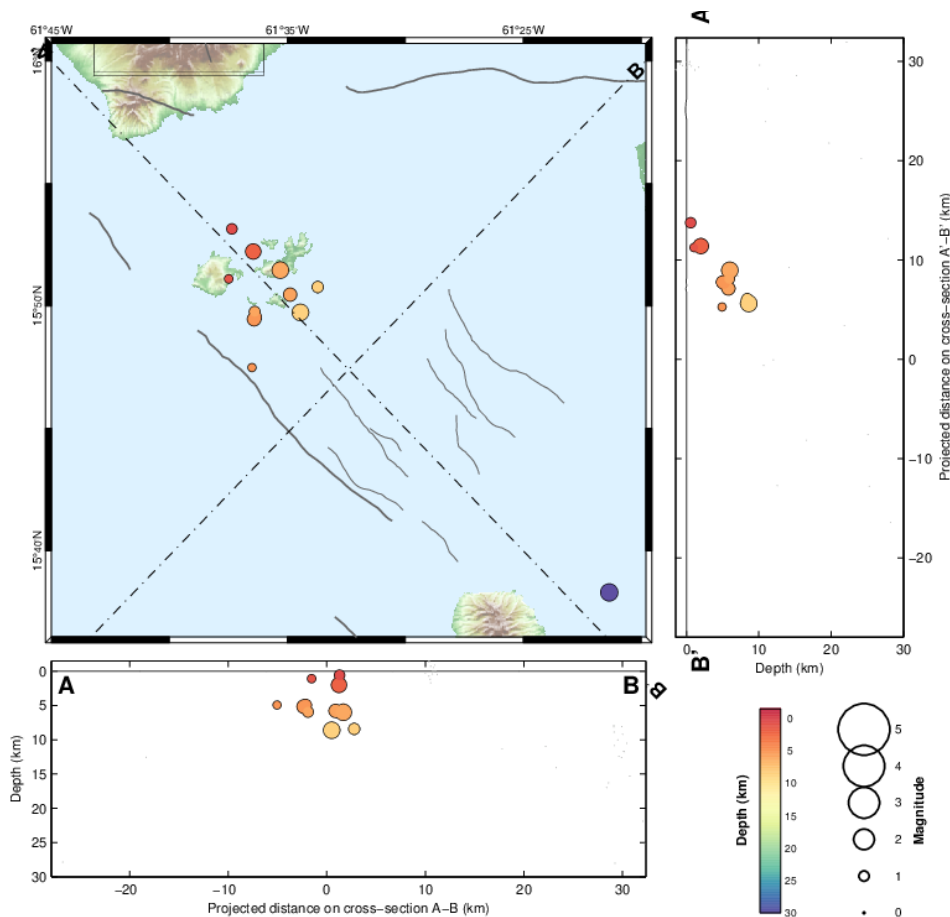 61°45'W 61°35'W 61°25'W
B
15°50'N
15°40'N
A
30
20
10
0
−10
−20
Projected distance on cross−section A'−B' (km)
0 10 20 30
Depth (km)
B'
A B
B
0
5
10
15
20
25
30
Depth (km)
−20 −10 0 10 20 30
Projected distance on cross−section A−B (km)
Depth (km)
0
5
10
15
20
25
30
5
4
3
2
1
0
Magnitude